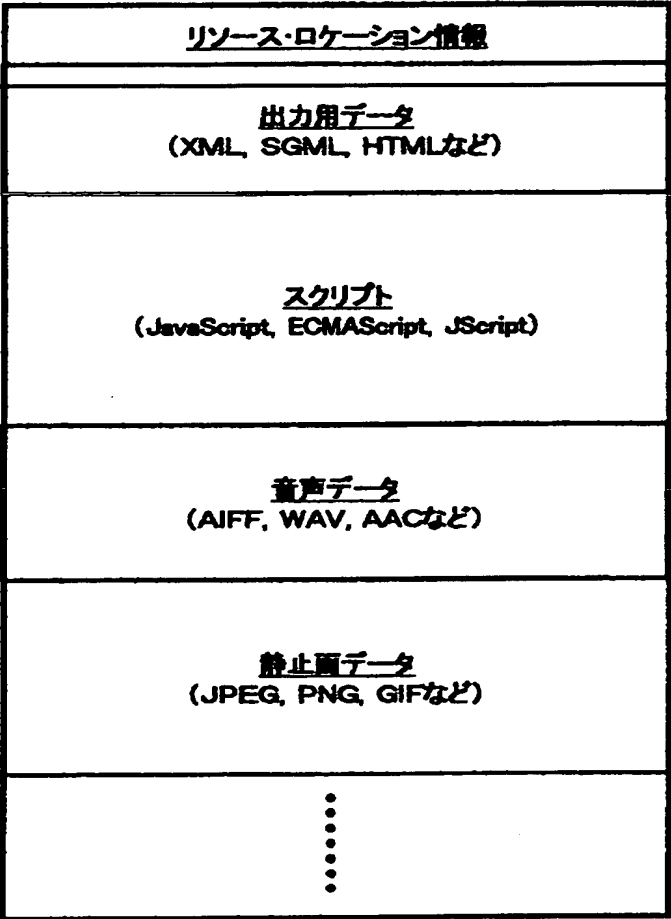 リソース・ロケーション情報
出力用データ
(XML, SGML, HTMLなど)
スクリプト
(JavaScript, ECMAScript, JScript)
音声データ
(AIFF, WAV, AACなど)
静止画データ
(JPEG, PNG, GIFなど)